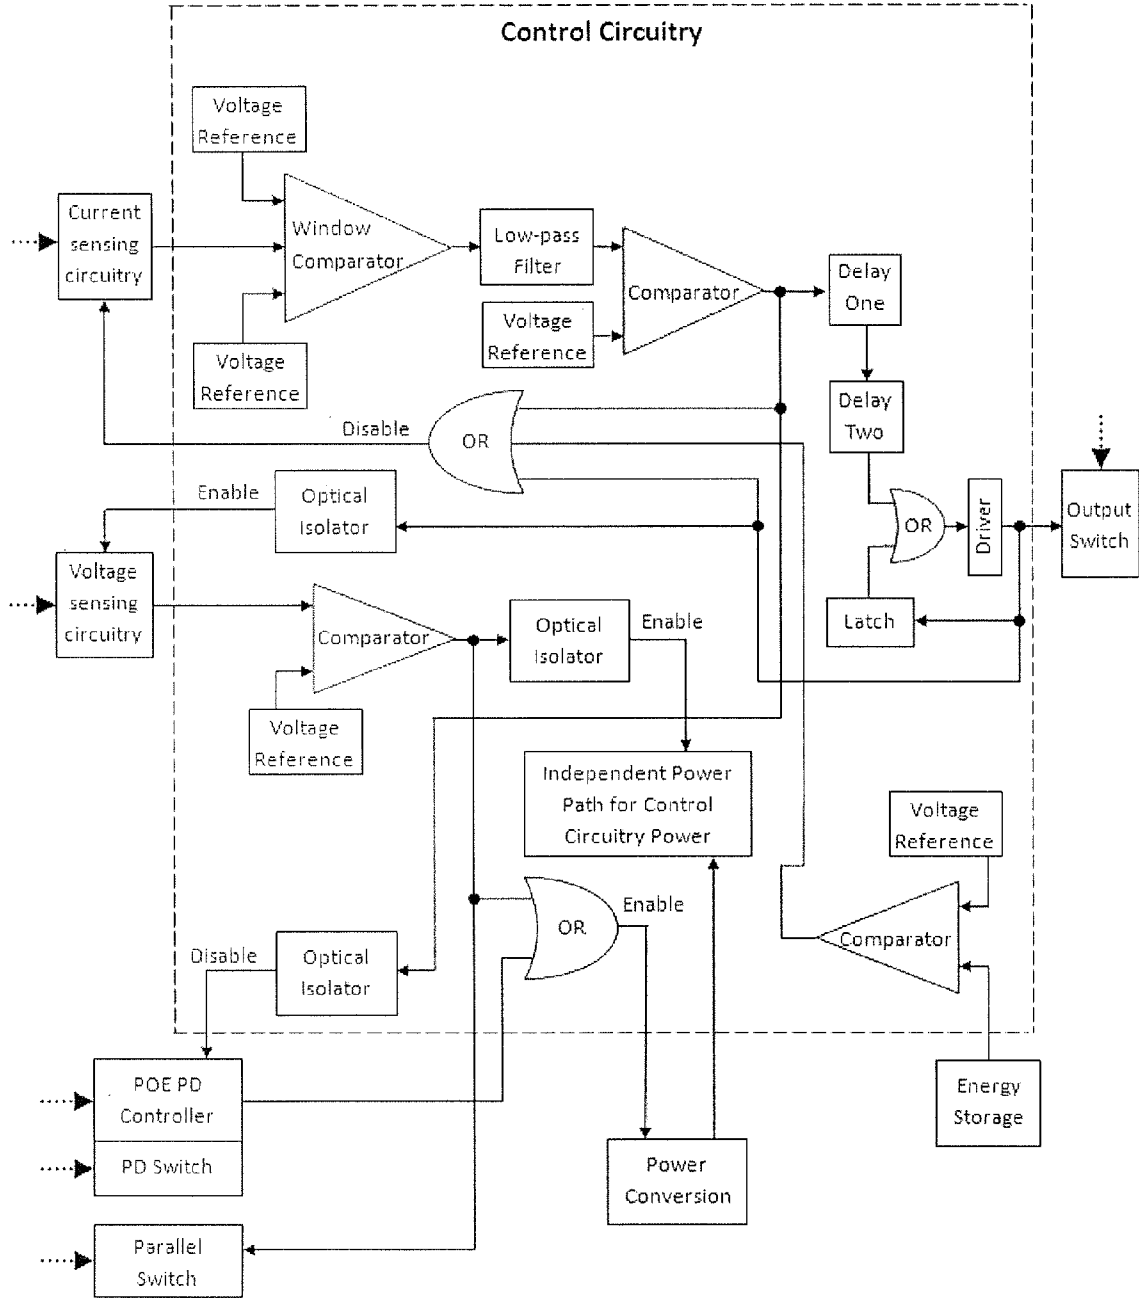 Control Circuitry
Voltage
Reference
Current
sensing
circuitry
Window
Comparator
Low-pass
Filter
Comparator
Delay
One
Voltage
Reference
Voltage
Reference
Disable
OR
Delay
Two
Enable
Optical
Isolator
OR
Driver
Output
Switch
Voltage
sensing
circuitry
Comparator
Optical
Isolator
Enable
Latch
Voltage
Reference
Independent Power
Path for Control
Circuitry Power
Voltage
Reference
OR
Enable
Comparator
Disable
Optical
Isolator
POE PD
Controller
PD Switch
Energy
Storage
Power
Conversion
Parallel
Switch